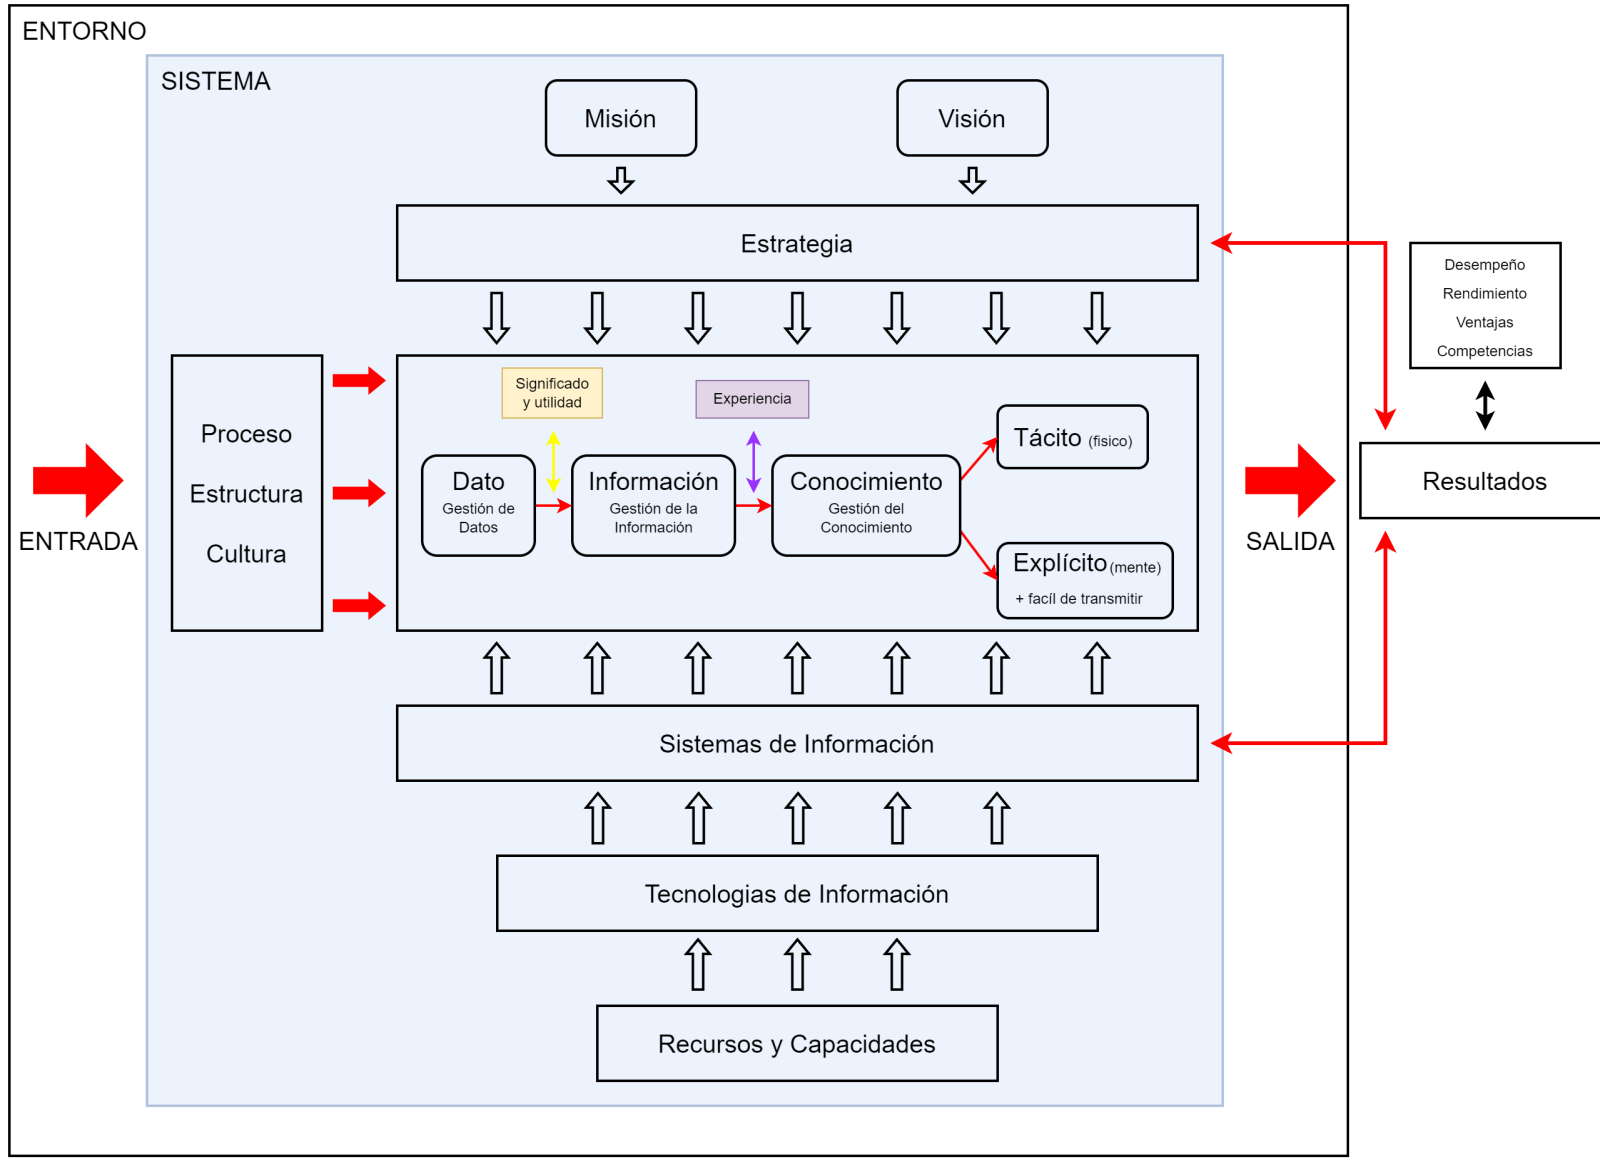 ENTORNO
SISTEMA
Misión
Visión
Estrategia
Desempeño
Rendimiento
Ventajas
Competencias
Proceso
Estructura
Cultura
Significado
y utilidad
Experiencia
Dato
Gestión de
Datos
Información
Gestión de la
Información
Conocimiento
Gestión del
Conocimiento
Tácito (fisico)
Explícito (mente)
+ facíl de transmitir
ENTRADA
SALIDA
Resultados
Sistemas de Información
Tecnologias de Información
Recursos y Capacidades